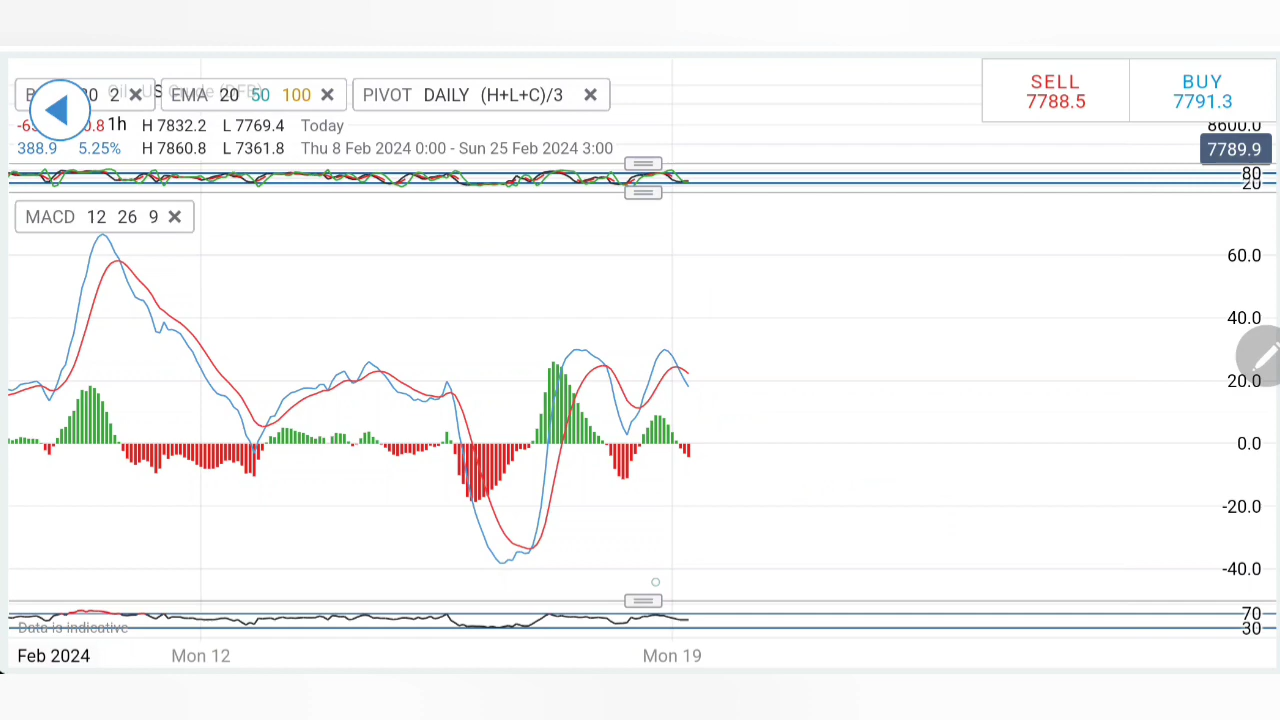 SELL
7788.5
BUY
7791.3
30 2 ×
EMA 20 50 100 ×
PIVOT DAILY (H+L+C)/3 ×
1h H 7832.2 L 7769.4 Today
388.9 5.25% H 7860.8 L 7361.8 Thu 8 Feb 2024 0:00 - Sun 25 Feb 2024 3:00
8600.0
7789.9
80
20
MACD 12 26 9 ×
60.0
40.0
20.0
0.0
-20.0
-40.0
70
30
Data is indicative
Feb 2024 Mon 12 Mon 19